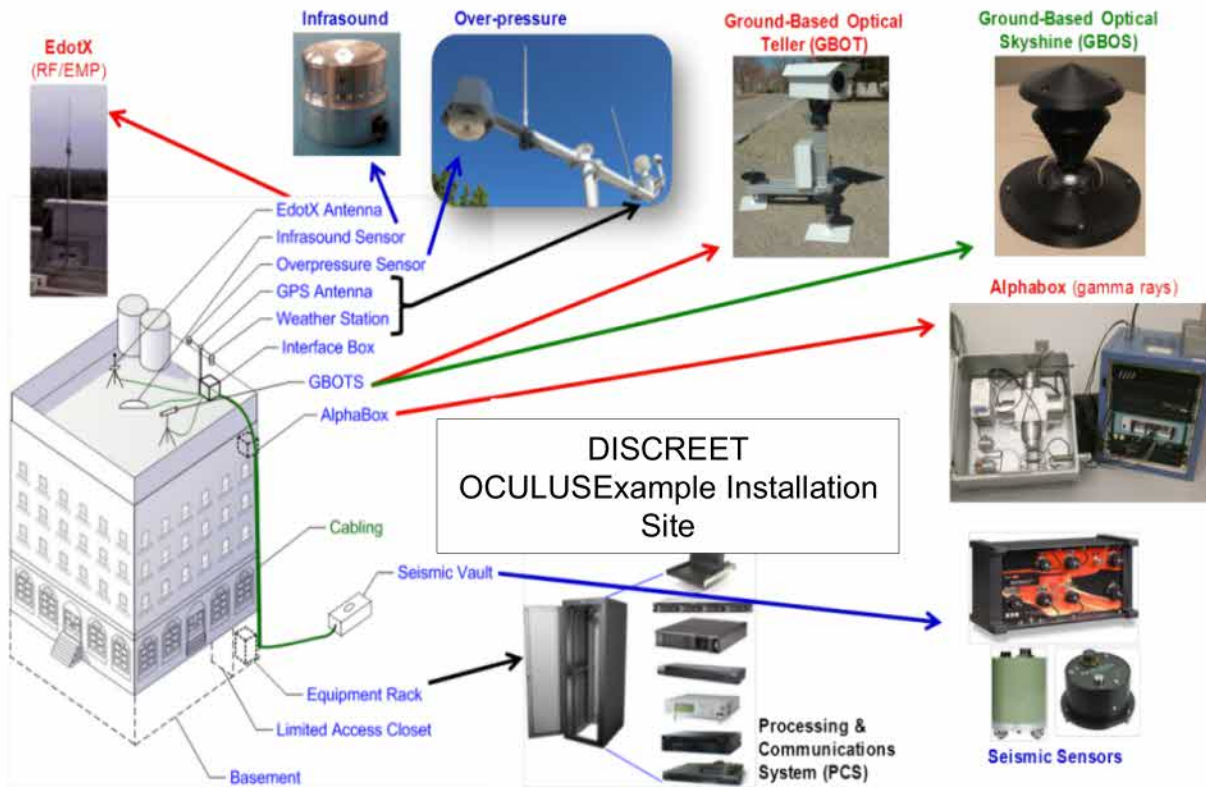 Infrasound
Over-pressure
Ground-Based Optical
Teller (GBOT)
Ground-Based Optical
Skyshine (GBOS)
EdotX
(RF/EMP)
EdotX Antenna
Infrasound Sensor
Overpressure Sensor
GPS Antenna
Weather Station
Interface Box
GBOTS
AlphaBox
Alphabox (gamma rays)
DISCREET
OCULUSExample Installation
Site
Cabling
Seismic Vault
Equipment Rack
Limited Access Closet
Basement
Processing &
Communications
System (PCS)
Seismic Sensors